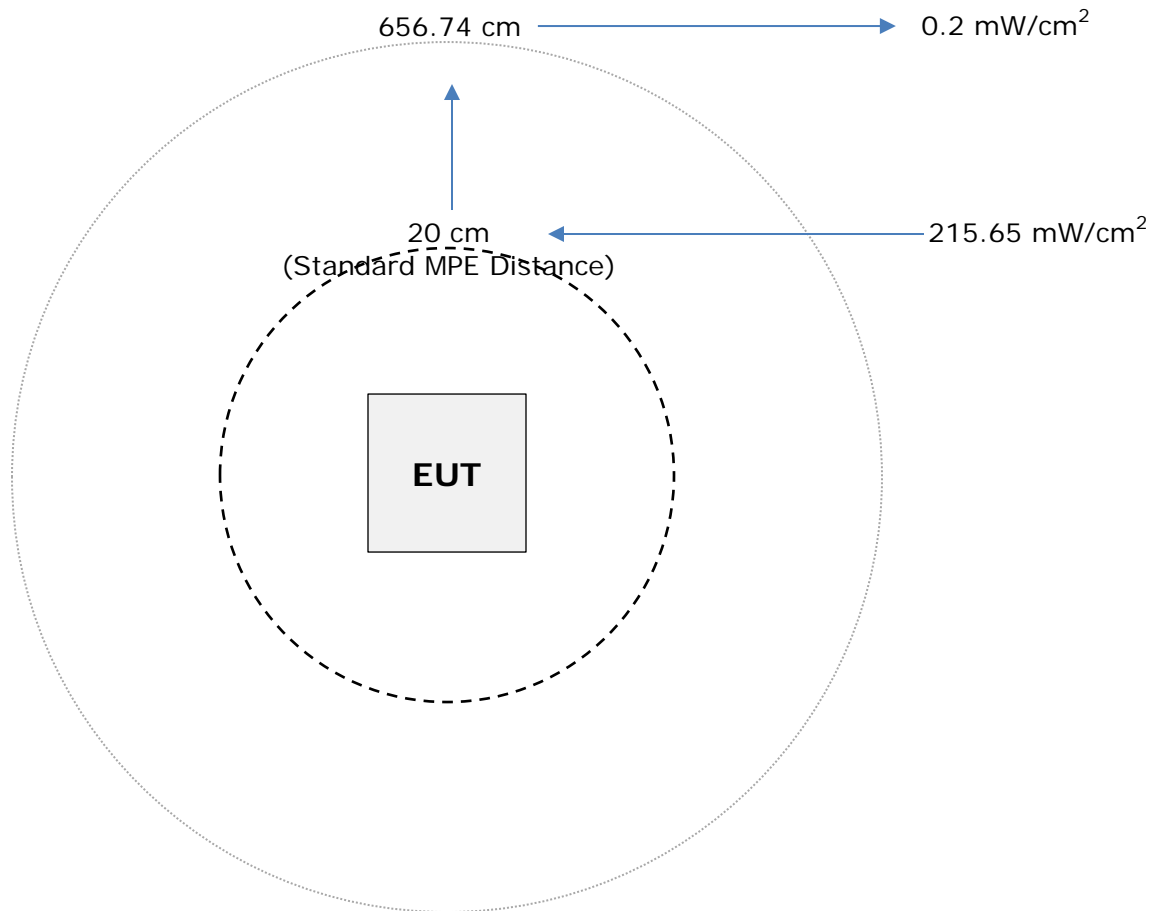 656.74 cm
0.2 mW/cm²
20 cm
215.65 mW/cm²
(Standard MPE Distance)
EUT